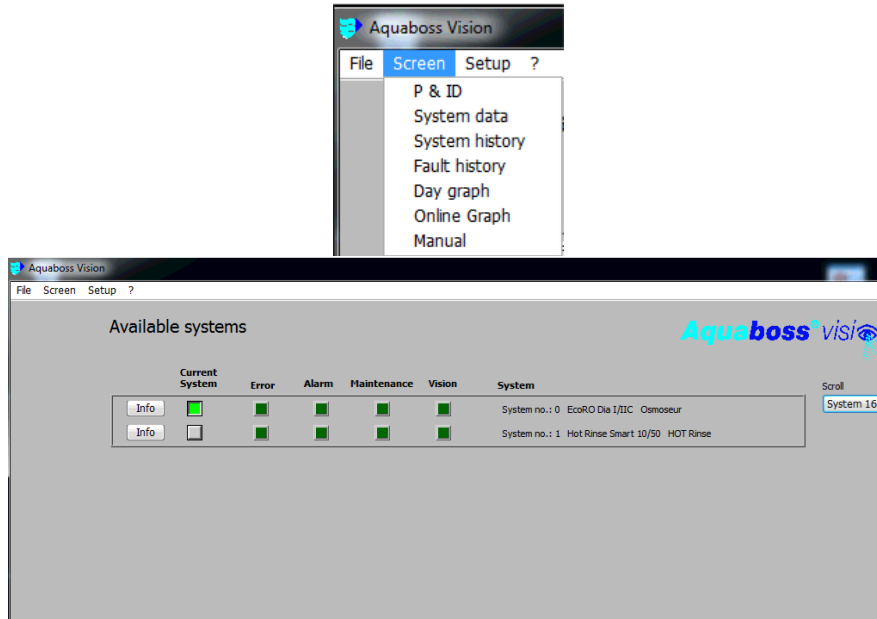 Aquaboss Vision
File Screen Setup ?
P & ID
System data
System history
Fault history
Day graph
Online Graph
Manual
Aquaboss Vision
File Screen Setup ?
Available systems
Aquaboss® visi
Current System Error Alarm Maintenance Vision System
Scroll
Info System no.: 0 EcoRO Dia I/IIC Osmoseur
System 16
Info System no.: 1 Hot Rinse Smart 10/50 HOT Rinse